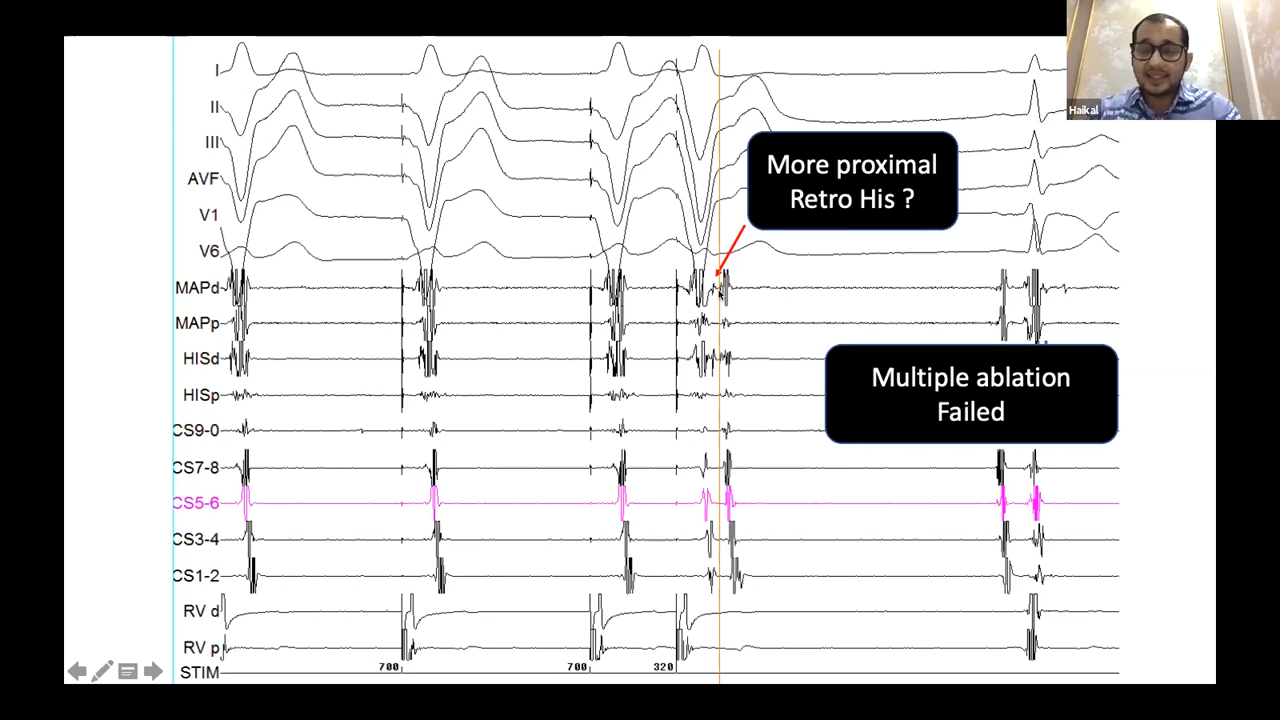 I
Haikal
II
III
More proximal
Retro His ?
AVF
V1
V6
MAPd
MAPp
HISd
Multiple ablation
Failed
HISp
CS9-0
CS7-8
CS5-6
CS3-4
CS1-2
RV d
RV p
700 700 320
STIM